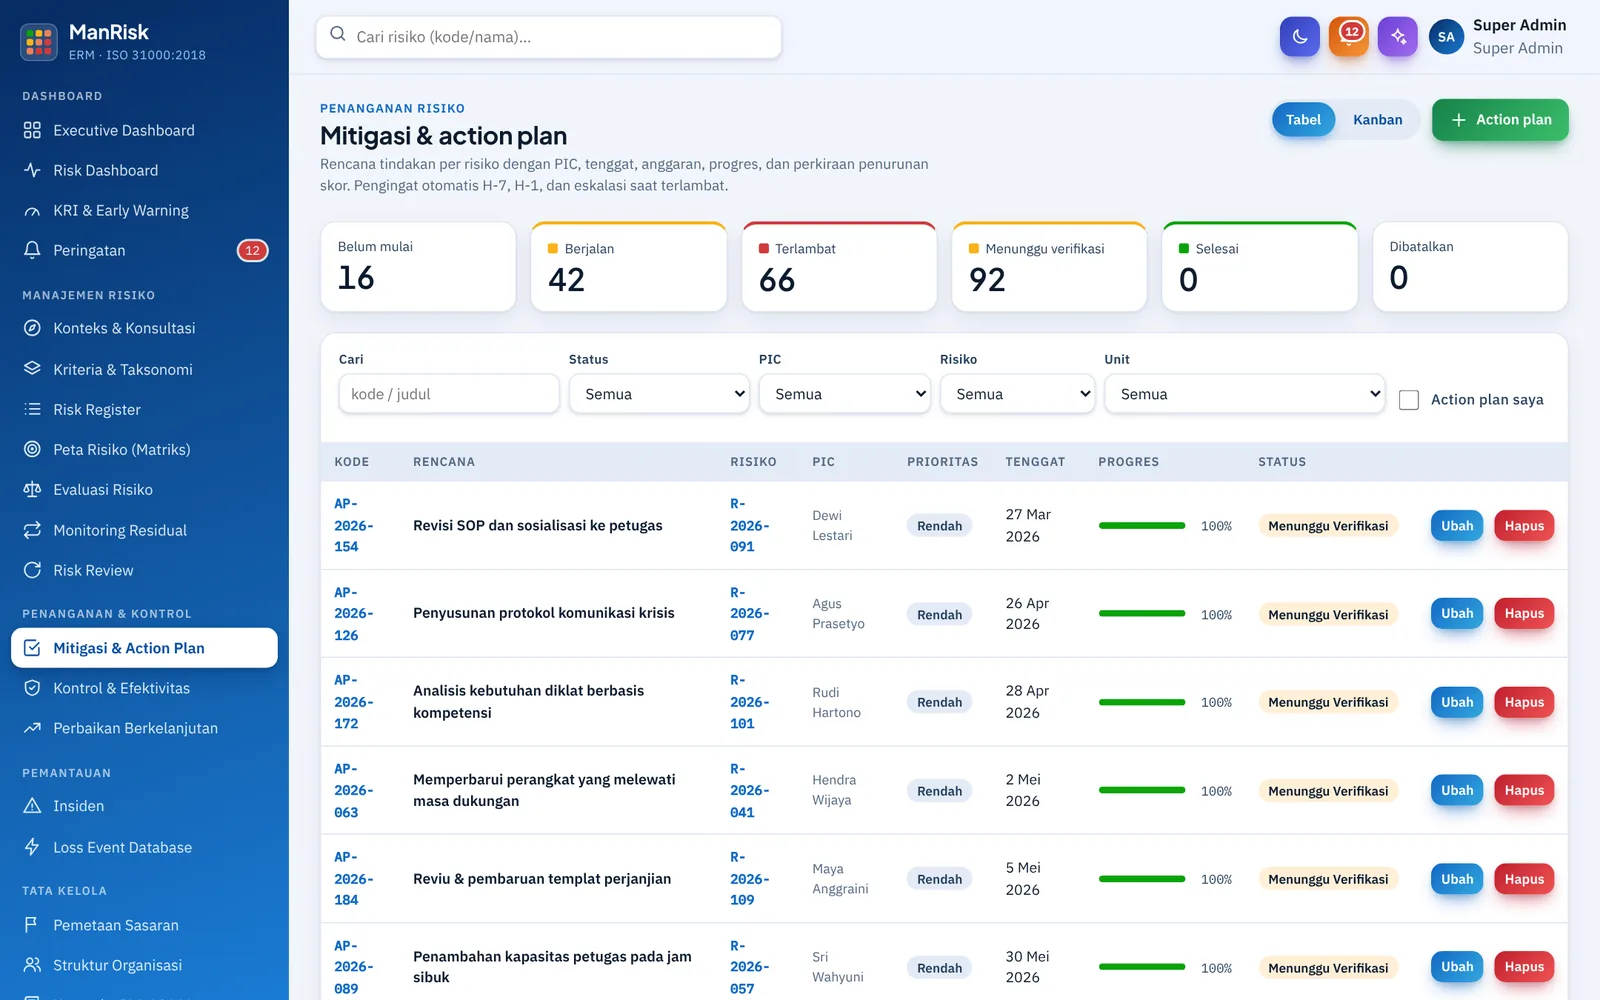 ManRisk
ERM · ISO 31000:2018
DASHBOARD
Executive Dashboard
Risk Dashboard
KRI & Early Warning
Peringatan
12
MANAJEMEN RISIKO
Konteks & Konsultasi
Kriteria & Taksonomi
Risk Register
Peta Risiko (Matriks)
Evaluasi Risiko
Monitoring Residual
Risk Review
PENANGANAN & KONTROL
Mitigasi & Action Plan
Kontrol & Efektivitas
Perbaikan Berkelanjutan
PEMANTAUAN
Insiden
Loss Event Database
TATA KELOLA
Pemetaan Sasaran
Struktur Organisasi
Cari risiko (kode/nama)...
12
SA
Super Admin
Super Admin
PENANGANAN RISIKO
Mitigasi & action plan
Rencana tindakan per risiko dengan PIC, tenggat, anggaran, progres, dan perkiraan penurunan
skor. Pengingat otomatis H-7, H-1, dan eskalasi saat terlambat.
Tabel
Kanban
Action plan
Belum mulai
16
Berjalan
42
Terlambat
66
Menunggu verifikasi
92
Selesai
0
Dibatalkan
0
Cari
kode / judul
Status
Semua
PIC
Semua
Risiko
Semua
Unit
Semua
Action plan saya
KODE RENCANA RISIKO PIC PRIORITAS TENGGAT PROGRES STATUS
AP-
2026-
154
Revisi SOP dan sosialisasi ke petugas
R-
2026-
091
Dewi
Lestari
Rendah
27 Mar
2026
100%
Menunggu Verifikasi
Ubah
Hapus
AP-
2026-
126
Penyusunan protokol komunikasi krisis
R-
2026-
077
Agus
Prasetyo
Rendah
26 Apr
2026
100%
Menunggu Verifikasi
Ubah
Hapus
AP-
2026-
172
Analisis kebutuhan diklat berbasis
kompetensi
R-
2026-
101
Rudi
Hartono
Rendah
28 Apr
2026
100%
Menunggu Verifikasi
Ubah
Hapus
AP-
2026-
063
Memperbarui perangkat yang melewati
masa dukungan
R-
2026-
041
Hendra
Wijaya
Rendah
2 Mei
2026
100%
Menunggu Verifikasi
Ubah
Hapus
AP-
2026-
184
Reviu & pembaruan templat perjanjian
R-
2026-
109
Maya
Anggraini
Rendah
5 Mei
2026
100%
Menunggu Verifikasi
Ubah
Hapus
AP-
2026-
089
Penambahan kapasitas petugas pada jam
sibuk
R-
2026-
057
Sri
Wahyuni
Rendah
30 Mei
2026
100%
Menunggu Verifikasi
Ubah
Hapus